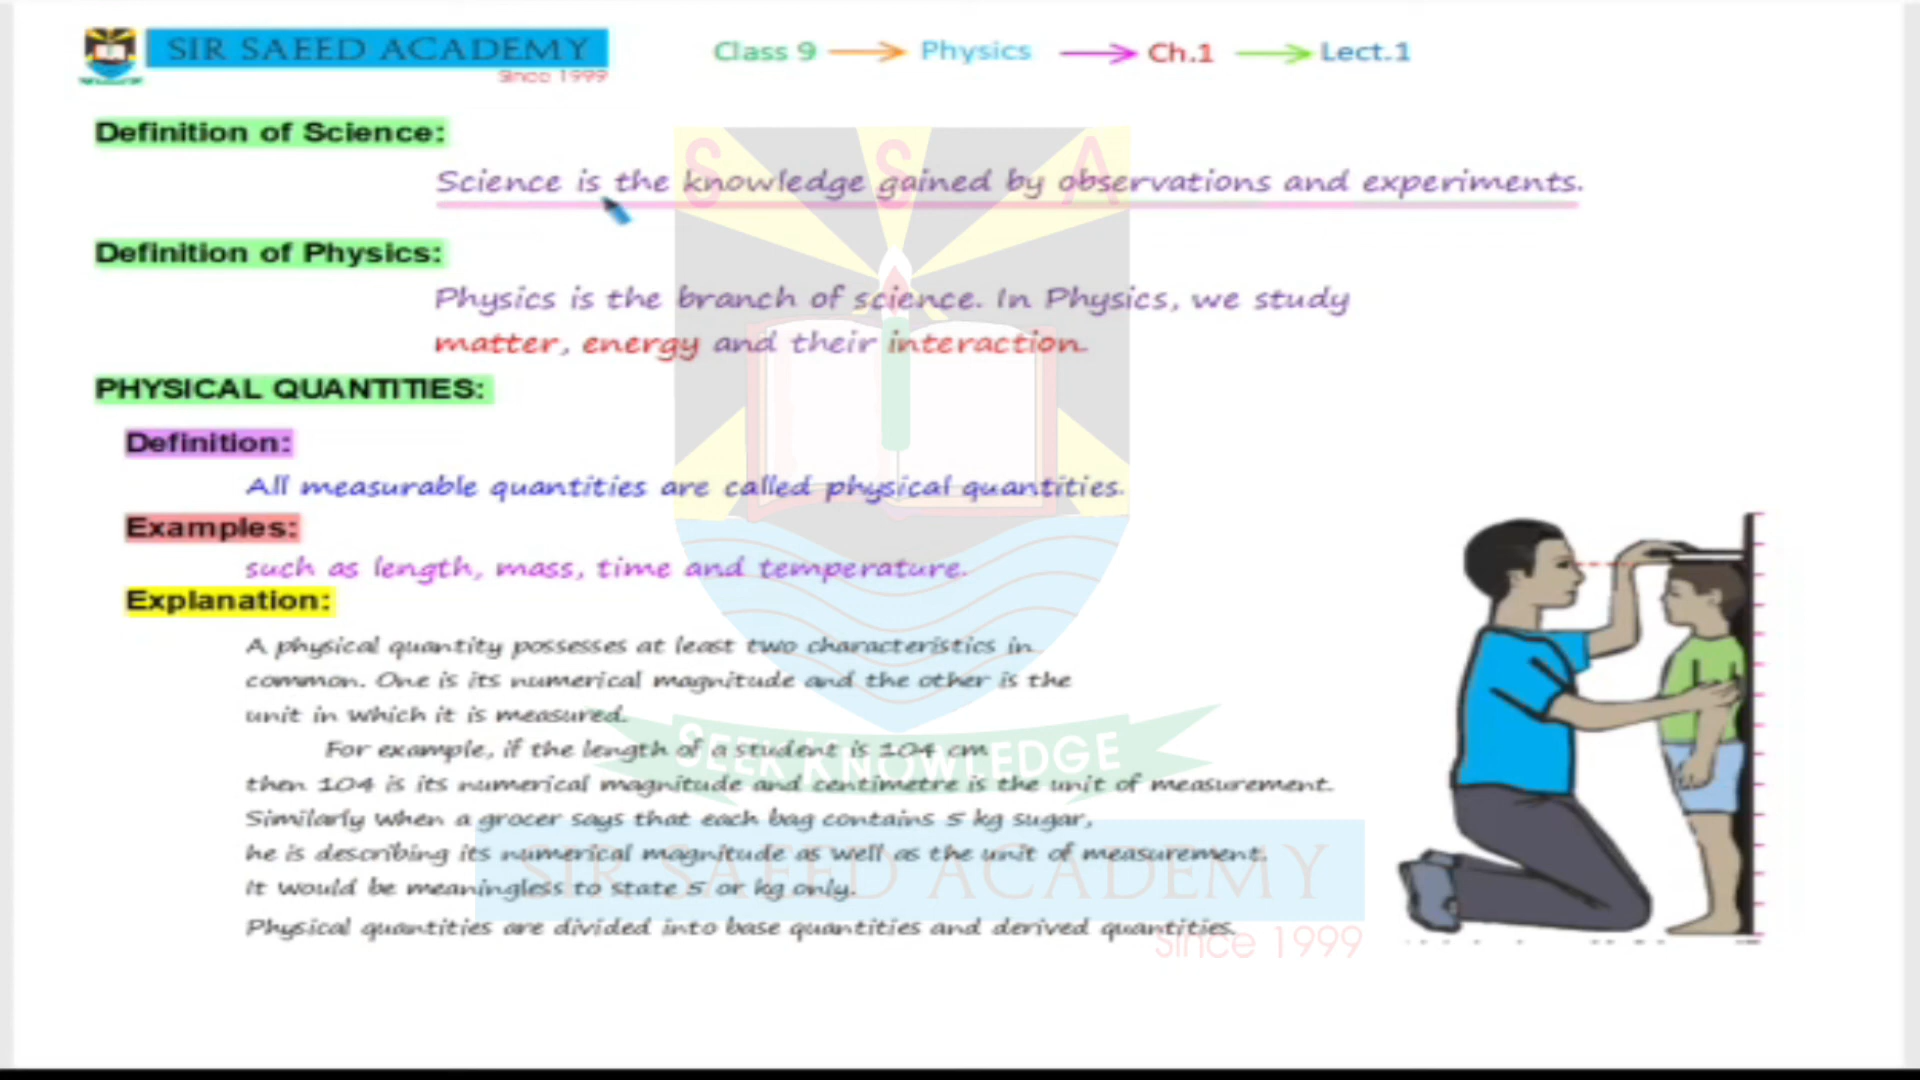 SIR SAEED ACADEMY
Since 1999
Class 9 Physics Ch.1 Lect.1
Definition of Science:
Science is the knowledge gained by observations and experiments.
Definition of Physics:
Physics is the branch of science. In Physics, we study
matter, energy and their interaction.
PHYSICAL QUANTITIES:
Definition:
All measurable quantities are called physical quantities.
Examples:
such as length, mass, time and temperature.
Explanation:
A physical quantity possesses at least two characteristics in
common. One is its numerical magnitude and the other is the
unit in which it is measured.
For example, if the length of a student is 104 cm
then 104 is its numerical magnitude and centimetre is the unit of measurement.
Similarly when a grocer says that each bag contains 5 kg sugar,
he is describing its numerical magnitude as well as the unit of measurement.
It would be meaningless to state 5 or kg only.
Physical quantities are divided into base quantities and derived quantities.
S S A
SEEK KNOWLEDGE
SIR SAEED ACADEMY
Since 1999